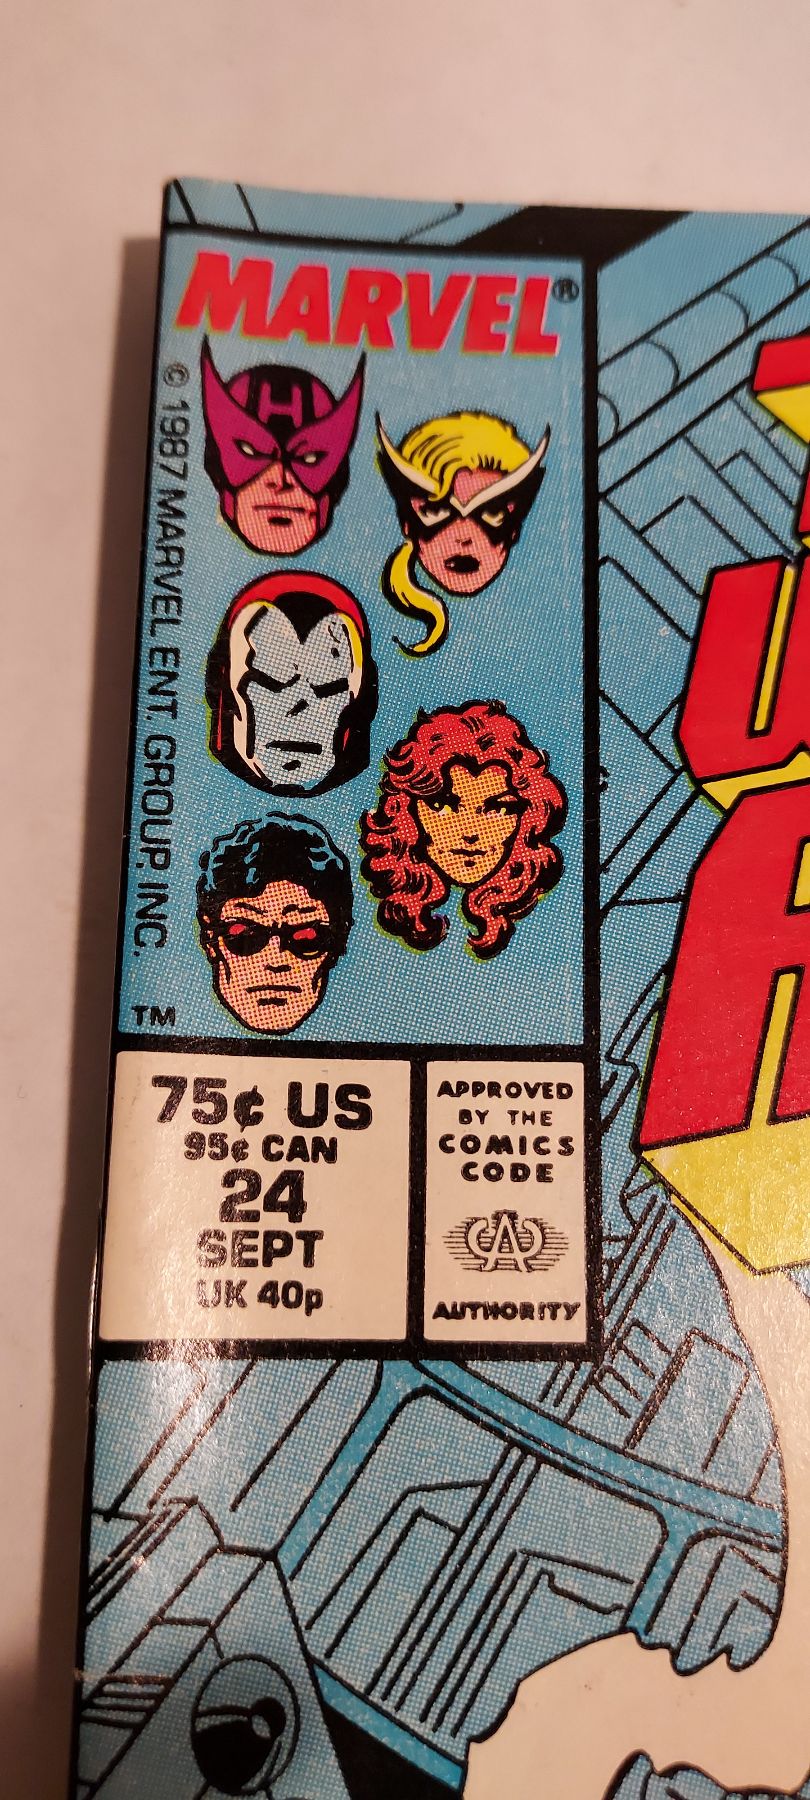 MARVEL®
© 1987 MARVEL ENT. GROUP, INC.
H
TM
75¢ US
95¢ CAN
24
SEPT
UK 40p
APPROVED
BY THE
COMICS
CODE
CA
AUTHORITY